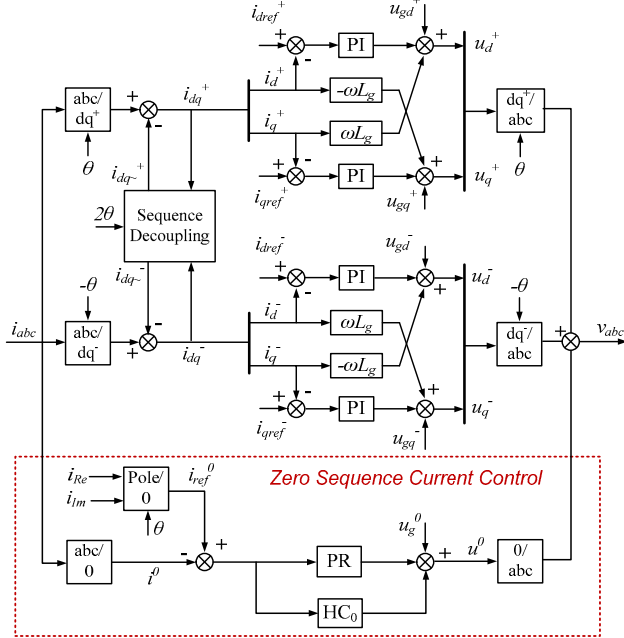 i_dref^+
u_gd^+
+ PI +
- u_d^+
abc/ dq^+
+ i_dq^+
i_d^+ -ωL_g
dq^+/ abc
-
θ
i_q^+ ωL_g
θ
i_dq~^+
- +
+ PI + u_q^+
i_qref^+
u_gq^+
2θ Sequence Decoupling
i_dref^-
u_gd^-
+ PI + u_d^-
-θ
i_dq~^-
- i_d^- ωL_g
-θ
i_abc
abc/ dq^-
- + i_dq^-
i_q^- -ωL_g
dq^-/ abc
+ v_abc
- +
+ PI + u_q^-
i_qref^-
u_gq^-
Zero Sequence Current Control
i_Re
i_Im
Pole/ 0
i_ref^0
θ
+
u_g^0
abc/ 0
- i^0
PR
+ u^0
0/ abc
HC_0